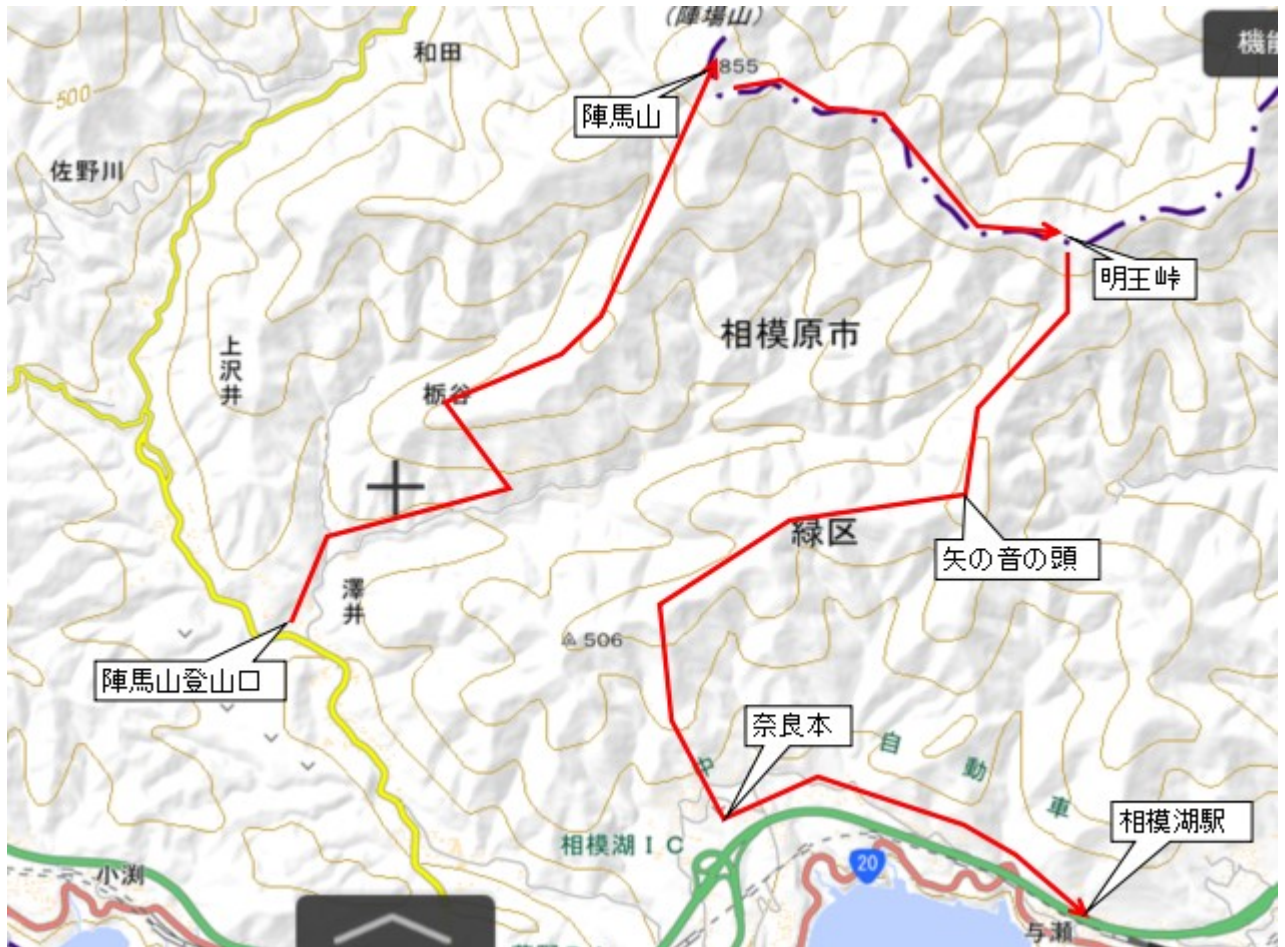 (陣場山)
和田
機能
855
500
陣馬山
佐野川
明王峠
相模原市
上沢井
栃谷
緑区
矢の音の頭
澤井
506
陣馬山登山口
奈良本
中
自
動
車
相模湖駅
相模湖IC
20
小渕
与瀬